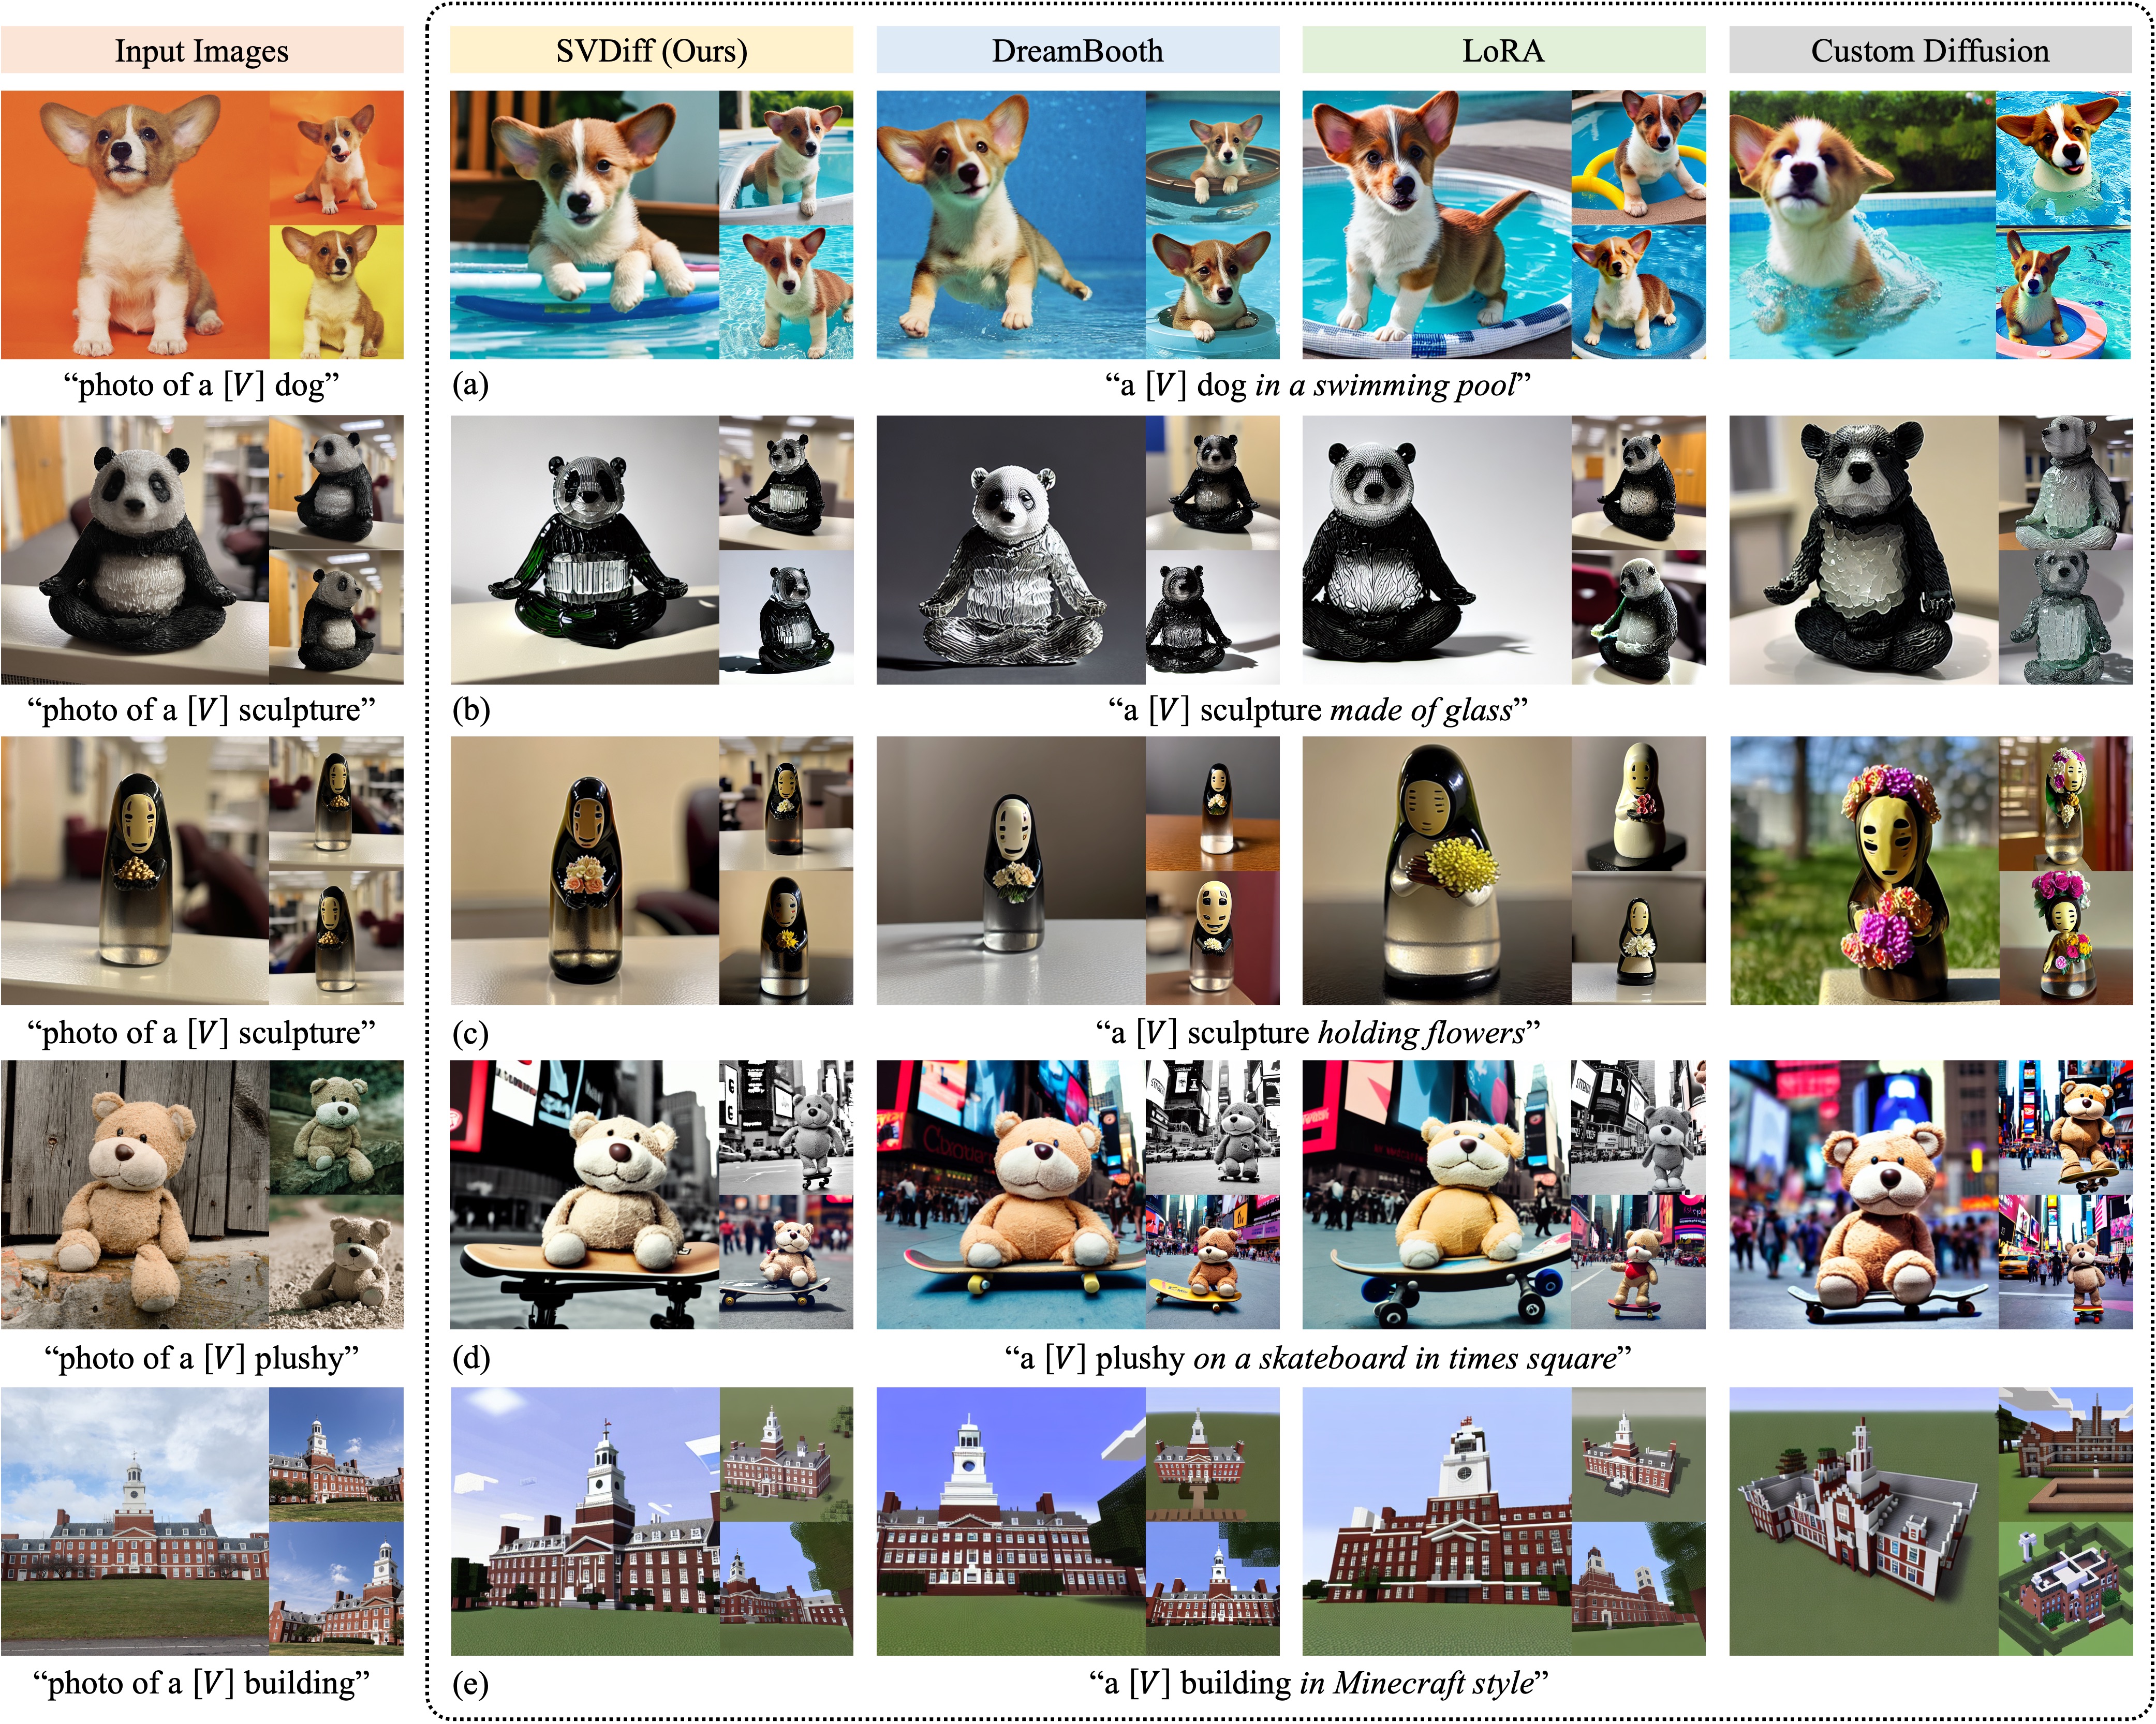 Input Images
SVDiff (Ours)
DreamBooth
LoRA
Custom Diffusion
“photo of a [V] dog”
(a)
“a [V] dog in a swimming pool”
“photo of a [V] sculpture”
(b)
“a [V] sculpture made of glass”
“photo of a [V] sculpture”
(c)
“a [V] sculpture holding flowers”
“photo of a [V] plushy”
(d)
“a [V] plushy on a skateboard in times square”
“photo of a [V] building”
(e)
“a [V] building in Minecraft style”